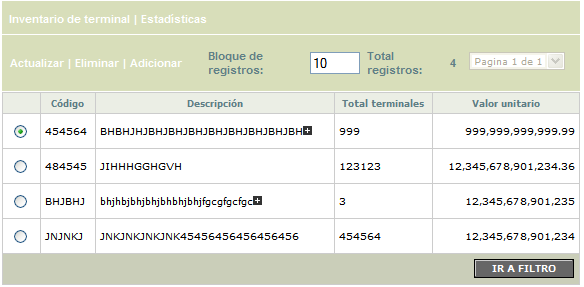 Inventario de terminal | Estadísticas
Actualizar | Eliminar | Adicionar Bloque de registros: 10 Total registros: 4 Pagina 1 de 1
Código Descripción Total terminales Valor unitario
454564 BHBHJHJBHJBHJBHJBHJBHJBHJBHJBHJBH 999 999,999,999,999.99
484545 JIHHHGGHGVH 123123 12,345,678,901,234.36
BHJBHJ bhjhbjbhjbhjbhbhjbhjfgcgfgcfgc 3 12,345,678,901,235
JNJNKJ JNKJNKJNKJNK45456456456456456 454564 12,345,678,901,234
IR A FILTRO